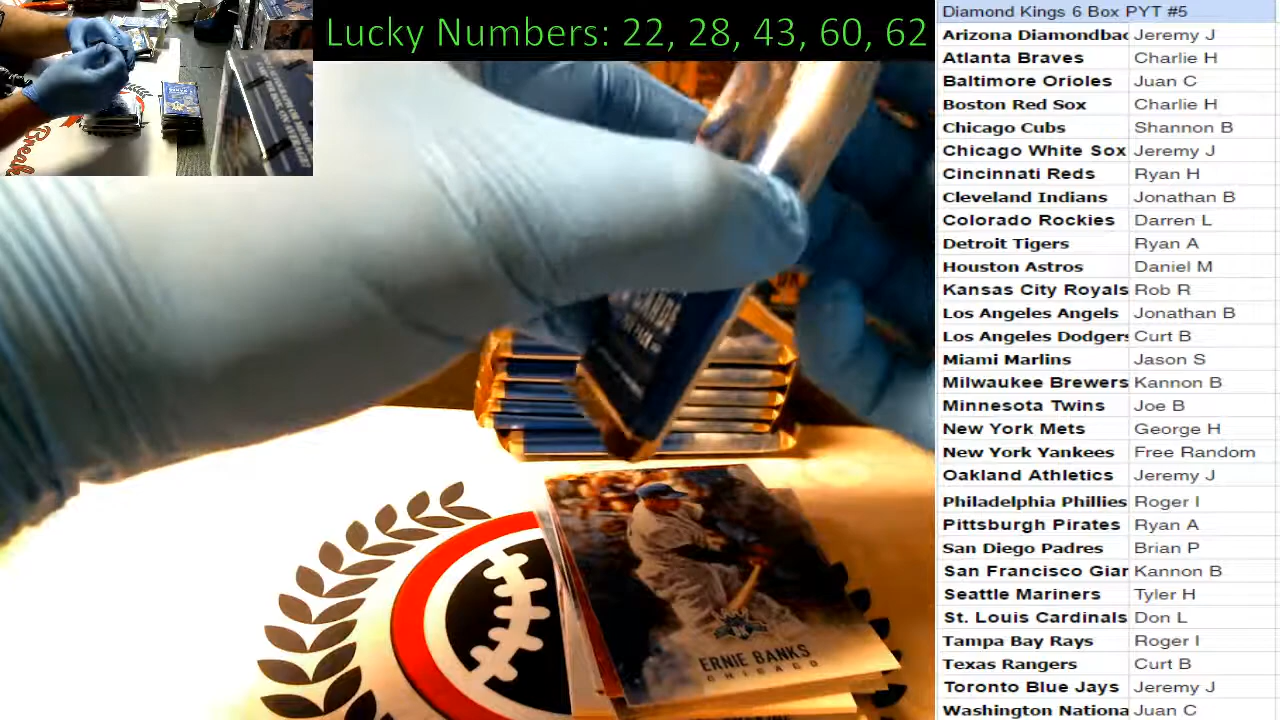 Lucky Numbers: 22, 28, 43, 60, 62
Diamond Kings 6 Box PYT #5
Arizona Diamondbac Jeremy J
Atlanta Braves Charlie H
Baltimore Orioles Juan C
Boston Red Sox Charlie H
Chicago Cubs Shannon B
Chicago White Sox Jeremy J
Cincinnati Reds Ryan H
Cleveland Indians Jonathan B
Colorado Rockies Darren L
Detroit Tigers Ryan A
Houston Astros Daniel M
Kansas City Royals Rob R
Los Angeles Angels Jonathan B
Los Angeles Dodgers Curt B
Miami Marlins Jason S
Milwaukee Brewers Kannon B
Minnesota Twins Joe B
New York Mets George H
New York Yankees Free Random
Oakland Athletics Jeremy J
Philadelphia Phillies Roger I
Pittsburgh Pirates Ryan A
San Diego Padres Brian P
San Francisco Gian Kannon B
Seattle Mariners Tyler H
St. Louis Cardinals Don L
Tampa Bay Rays Roger I
Texas Rangers Curt B
Toronto Blue Jays Jeremy J
Washington Nationa Juan C
Break
ERNIE BANKS
CHICAGO